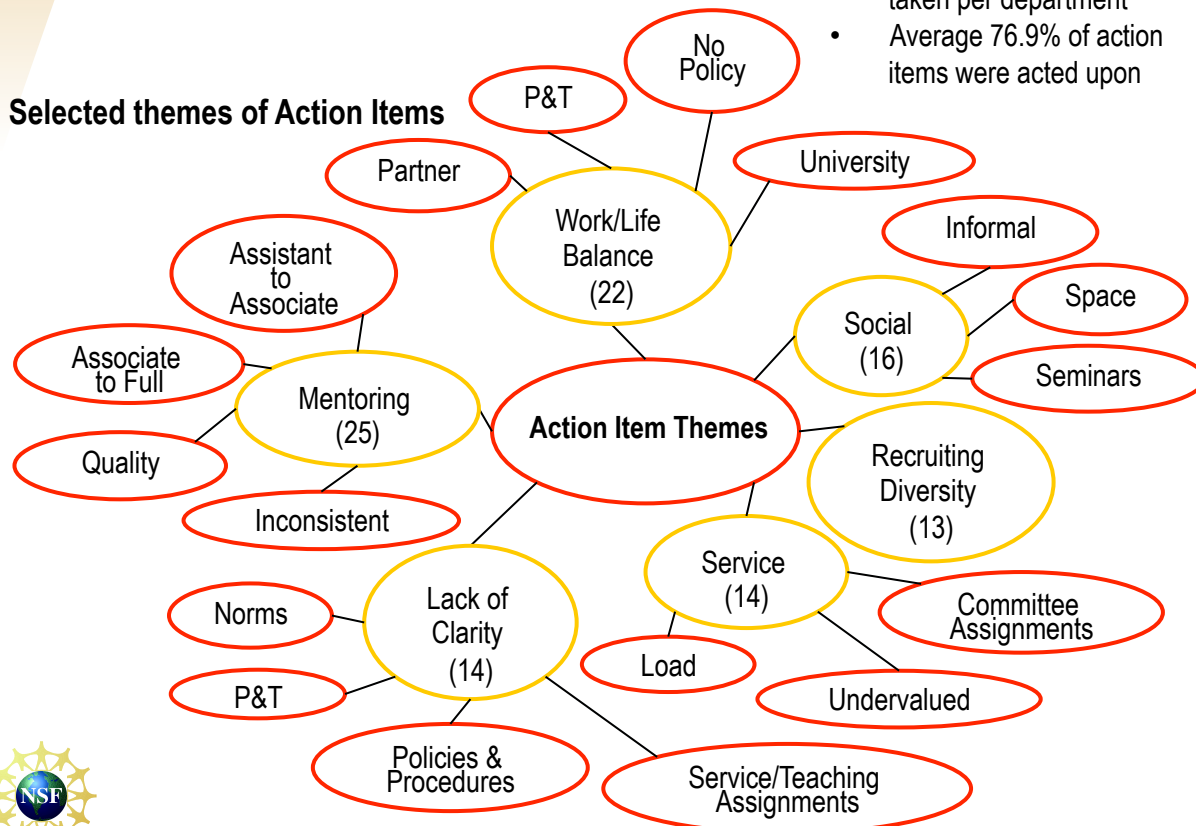 taken per department
• Average 76.9% of action
items were acted upon
Selected themes of Action Items
No
Policy
P&T
Partner
University
Work/Life
Balance
(22)
Informal
Space
Social
(16)
Seminars
Assistant
to
Associate
Associate
to Full
Mentoring
(25)
Quality
Inconsistent
Action Item Themes
Recruiting
Diversity
(13)
Service
(14)
Committee
Assignments
Load
Undervalued
Lack of
Clarity
(14)
Norms
P&T
Policies &
Procedures
Service/Teaching
Assignments
NSF